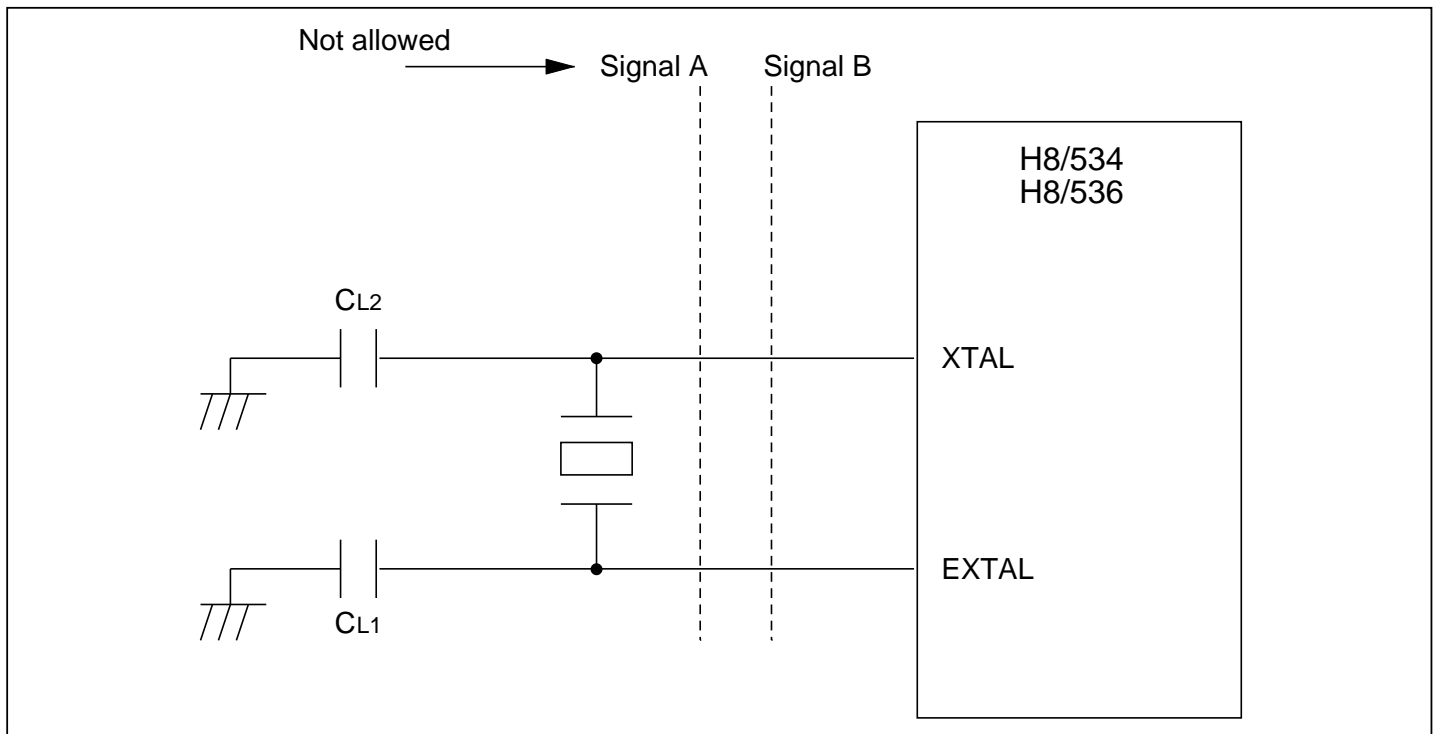 Not allowed
Signal A
Signal B
H8/534
H8/536
CL2
XTAL
EXTAL
CL1